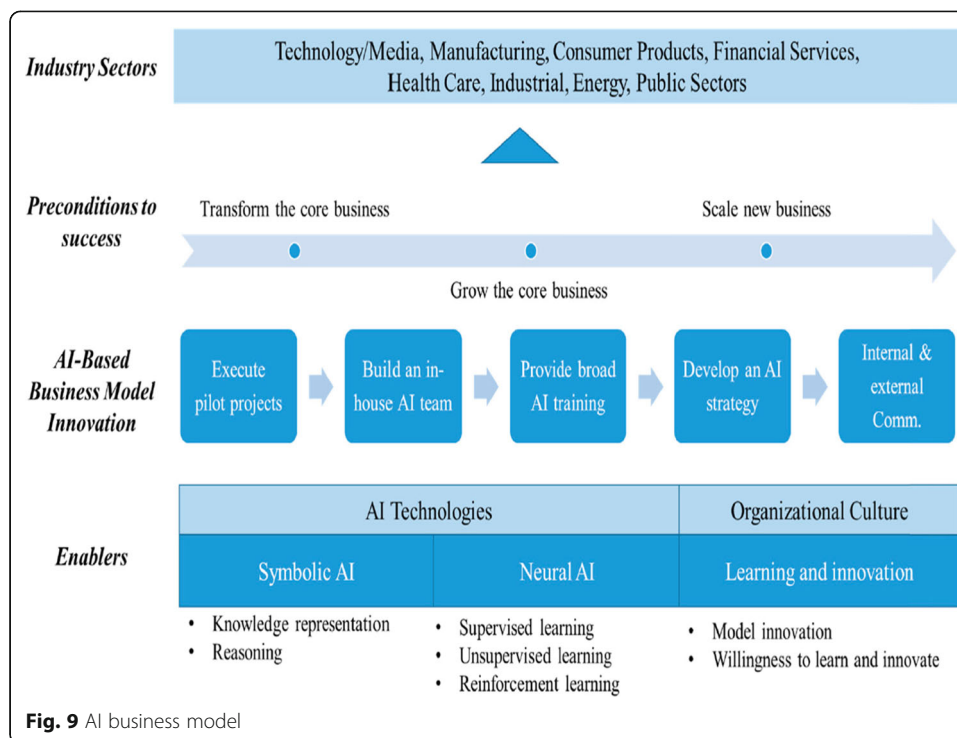 Industry Sectors
Technology/Media, Manufacturing, Consumer Products, Financial Services,
Health Care, Industrial, Energy, Public Sectors
Preconditions to
success
Transform the core business
Scale new business
Grow the core business
AI-Based
Business Model
Innovation
Execute
pilot projects
Build an in-
house AI team
Provide broad
AI training
Develop an AI
strategy
Internal &
external
Comm.
Enablers
AI Technologies
Organizational Culture
Symbolic AI
Neural AI
Learning and innovation
• Knowledge representation
• Reasoning
• Supervised learning
• Unsupervised learning
• Reinforcement learning
• Model innovation
• Willingness to learn and innovate
Fig. 9 AI business model